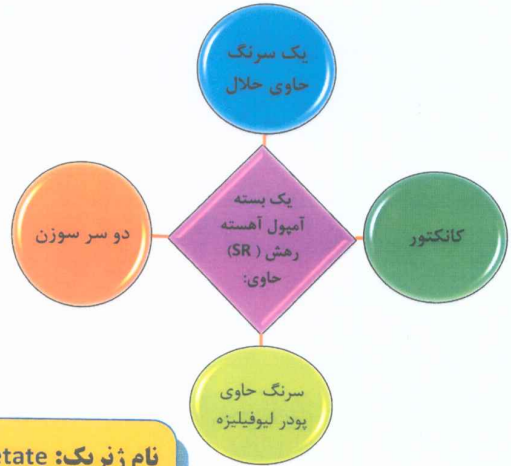 یک سرنگ
حاوی حلال
یک بسته
آمپول آهسته
رهش ( SR)
حاوی:
کانکتور
دو سر سوزن
سرنگ حاوی
پودر لیوفیلیزه
نام ژنریک: etate